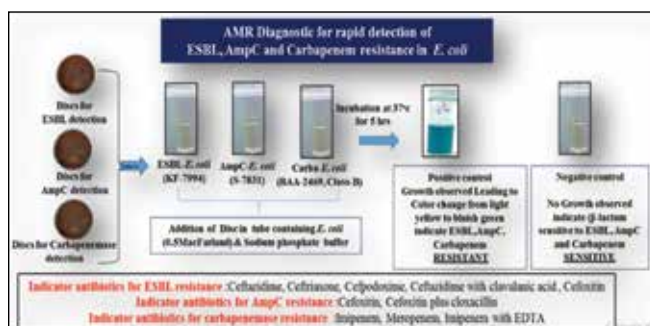 AMR Diagnostic for rapid detection of
ESBL, AmpC and Carbapenem resistance in E. coli
Discs for
ESBL detection
Discs for
AmpC detection
Discs for Carbapenemase
detection
ESBL-E. coli
(KF-7994)
AmpC-E. coli
(S-7831)
Carba-E. coli
(BAA-2469, Class-B)
Incubation at 37°c
for 5 hrs
Addition of Disc in tube containing E. coli
(0.5MacFarland) & Sodium phosphate buffer
Positive control
Growth observed Leading to
Color change from light
yellow to bluish green
indicate ESBL, AmpC,
Carbapenem
RESISTANT
Negative control
No Growth observed
indicate β-lactum
sensitive to ESBL, AmpC
and Carbapenem
SENSITIVE
Indicator antibiotics for ESBL resistance :Ceftazidine, Ceftriaxone, Cefpodoxine, Ceftazidine with clavulanic acid , Cefoxitin
Indicator antibiotics for AmpC resistance :Cefoxitin, Cefoxitin plus cloxacillin
Indicator antibiotics for carbapenemase resistance :Imipenem, Meropenem, Imipenem with EDTA